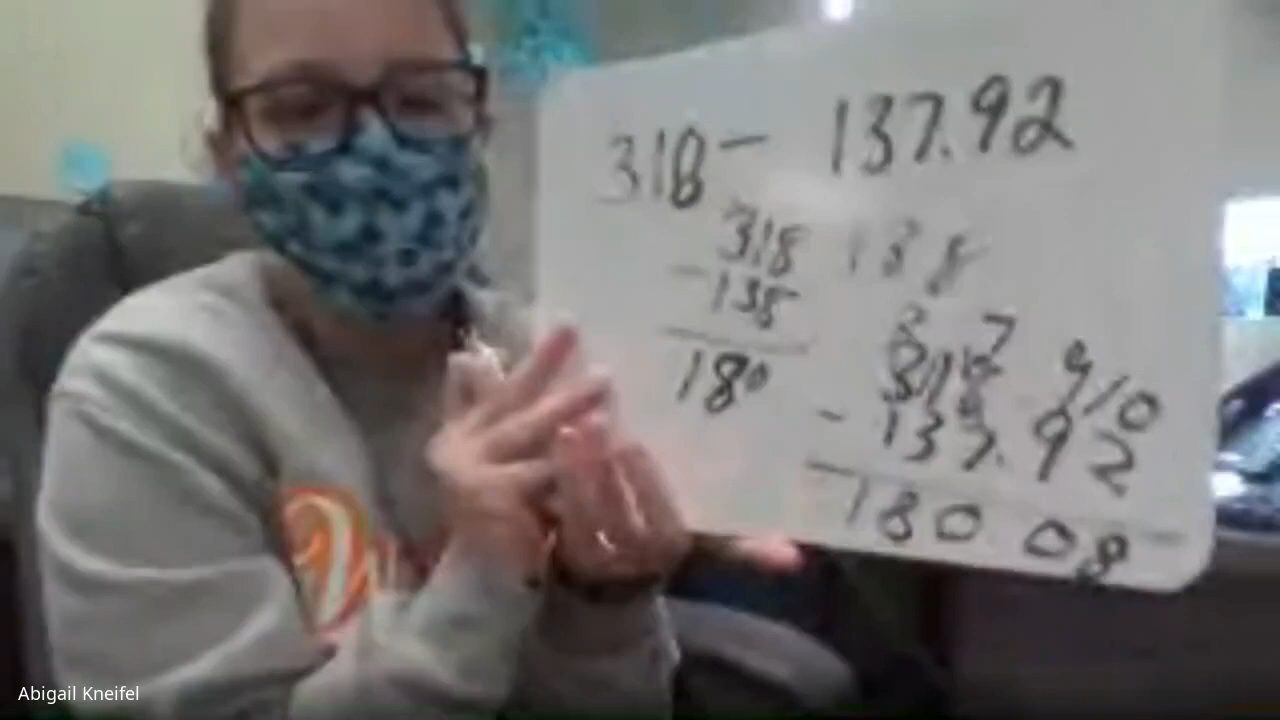 318 - 137.92
318
138
-138
180
2 7
318 9 10
- 137.92
180 08
Abigail Kneifel